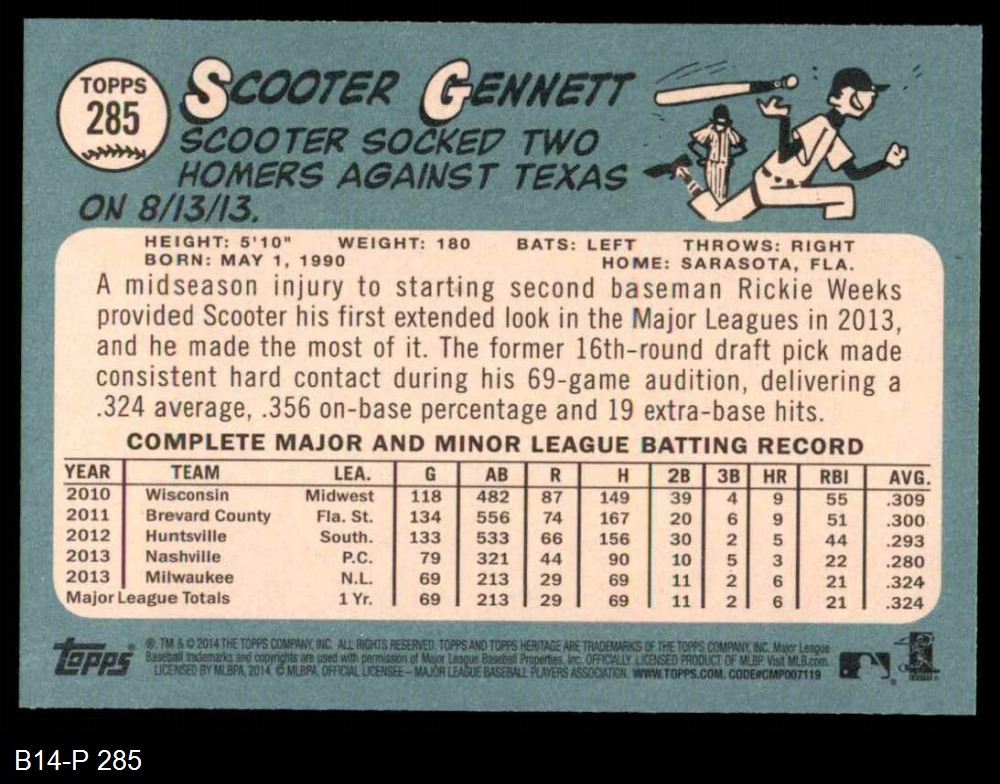 TOPPS
285
SCOOTER GENNETT
SCOOTER SOCKED TWO
HOMERS AGAINST TEXAS
ON 8/13/13.
HEIGHT: 5'10" WEIGHT: 180 BATS: LEFT THROWS: RIGHT
BORN: MAY 1, 1990 HOME: SARASOTA, FLA.
A midseason injury to starting second baseman Rickie Weeks
provided Scooter his first extended look in the Major Leagues in 2013,
and he made the most of it. The former 16th-round draft pick made
consistent hard contact during his 69-game audition, delivering a
.324 average, .356 on-base percentage and 19 extra-base hits.
COMPLETE MAJOR AND MINOR LEAGUE BATTING RECORD
YEAR TEAM LEA. G AB R H 2B 3B HR RBI AVG.
2010 Wisconsin Midwest 118 482 87 149 39 4 9 55 .309
2011 Brevard County Fla. St. 134 556 74 167 20 6 9 51 .300
2012 Huntsville South. 133 533 66 156 30 2 5 44 .293
2013 Nashville P.C. 79 321 44 90 10 5 3 22 .280
2013 Milwaukee N.L. 69 213 29 69 11 2 6 21 .324
Major League Totals 1 Yr. 69 213 29 69 11 2 6 21 .324
topps
®, TM & © 2014 THE TOPPS COMPANY, INC. ALL RIGHTS RESERVED. TOPPS AND TOPPS HERITAGE ARE TRADEMARKS OF THE TOPPS COMPANY, INC. Major League
Baseball trademarks and copyrights are used with permission of Major League Baseball Properties, Inc. OFFICIALLY LICENSED PRODUCT OF MLBP Visit MLB.com.
LICENSED BY MLBPA, 2014. © MLBPA. OFFICIAL LICENSEE – MAJOR LEAGUE BASEBALL PLAYERS ASSOCIATION. WWW.TOPPS.COM. CODE#CMP007119
B14-P 285